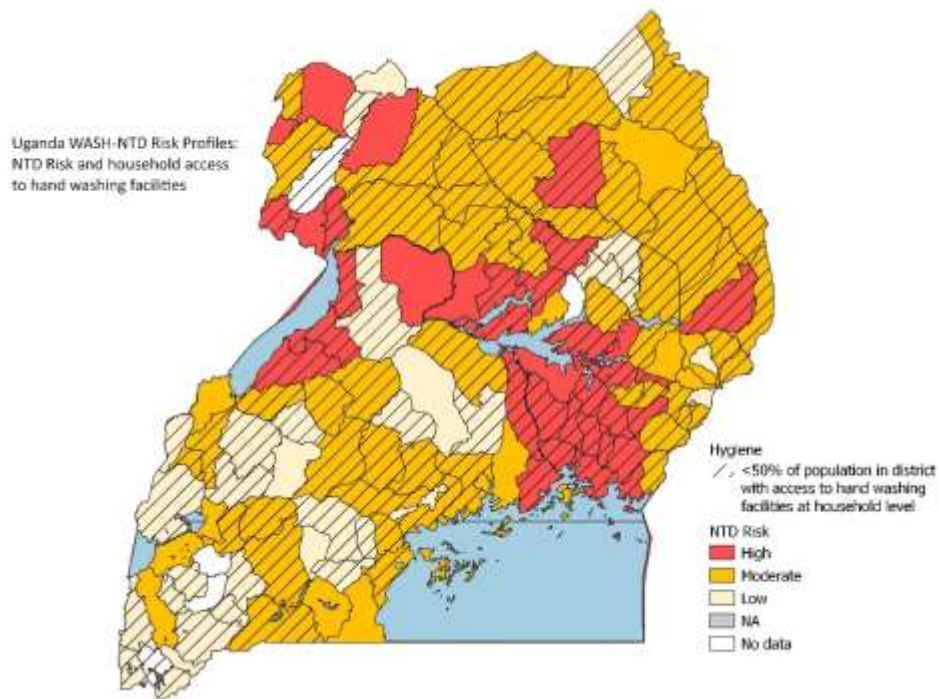 Uganda WASH-NTD Risk Profiles:
NTD Risk and household access
to hand washing facilities
Hygiene
<50% of population in district
with access to hand washing
facilities at household level
NTD Risk
High
Moderate
Low
NA
No data